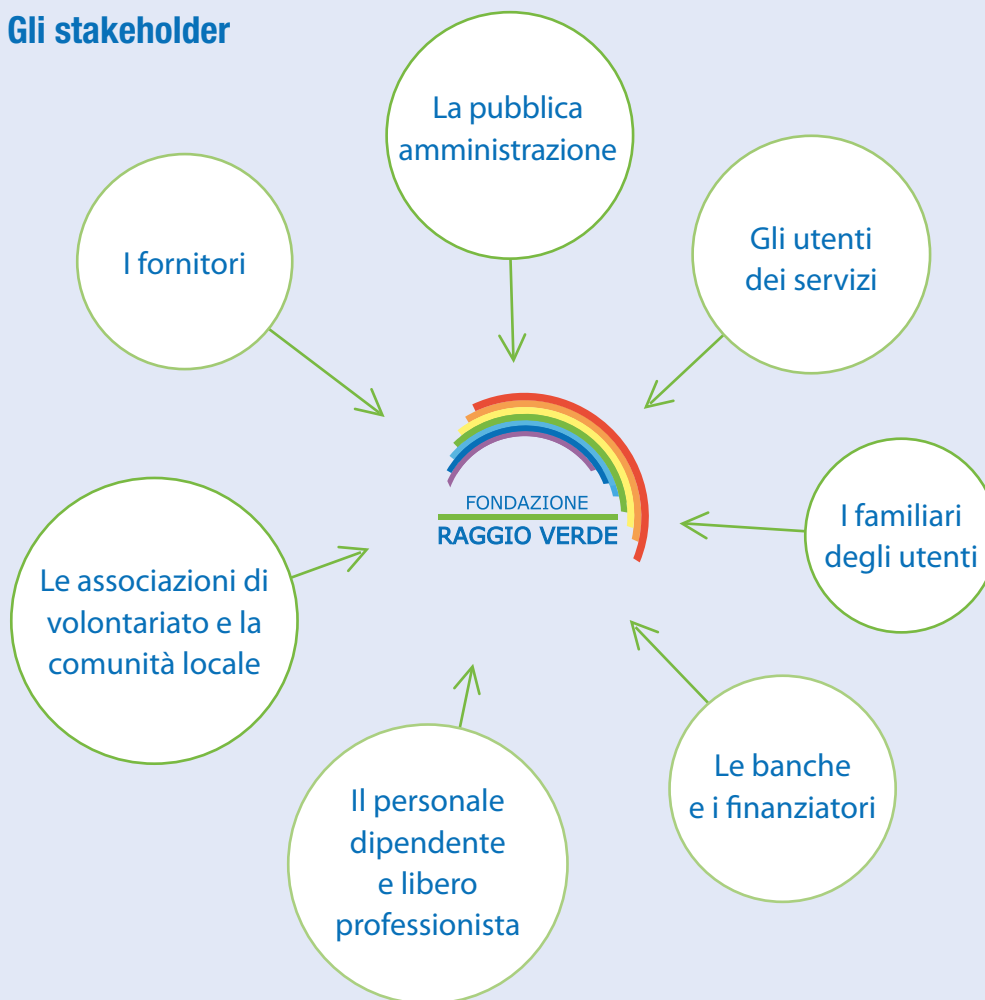 Gli stakeholder
La pubblica
amministrazione
I fornitori
Gli utenti
dei servizi
FONDAZIONE
RAGGIO VERDE
I familiari
degli utenti
Le associazioni di
volontariato e la
comunità locale
Le banche
e i finanziatori
Il personale
dipendente
e libero
professionista